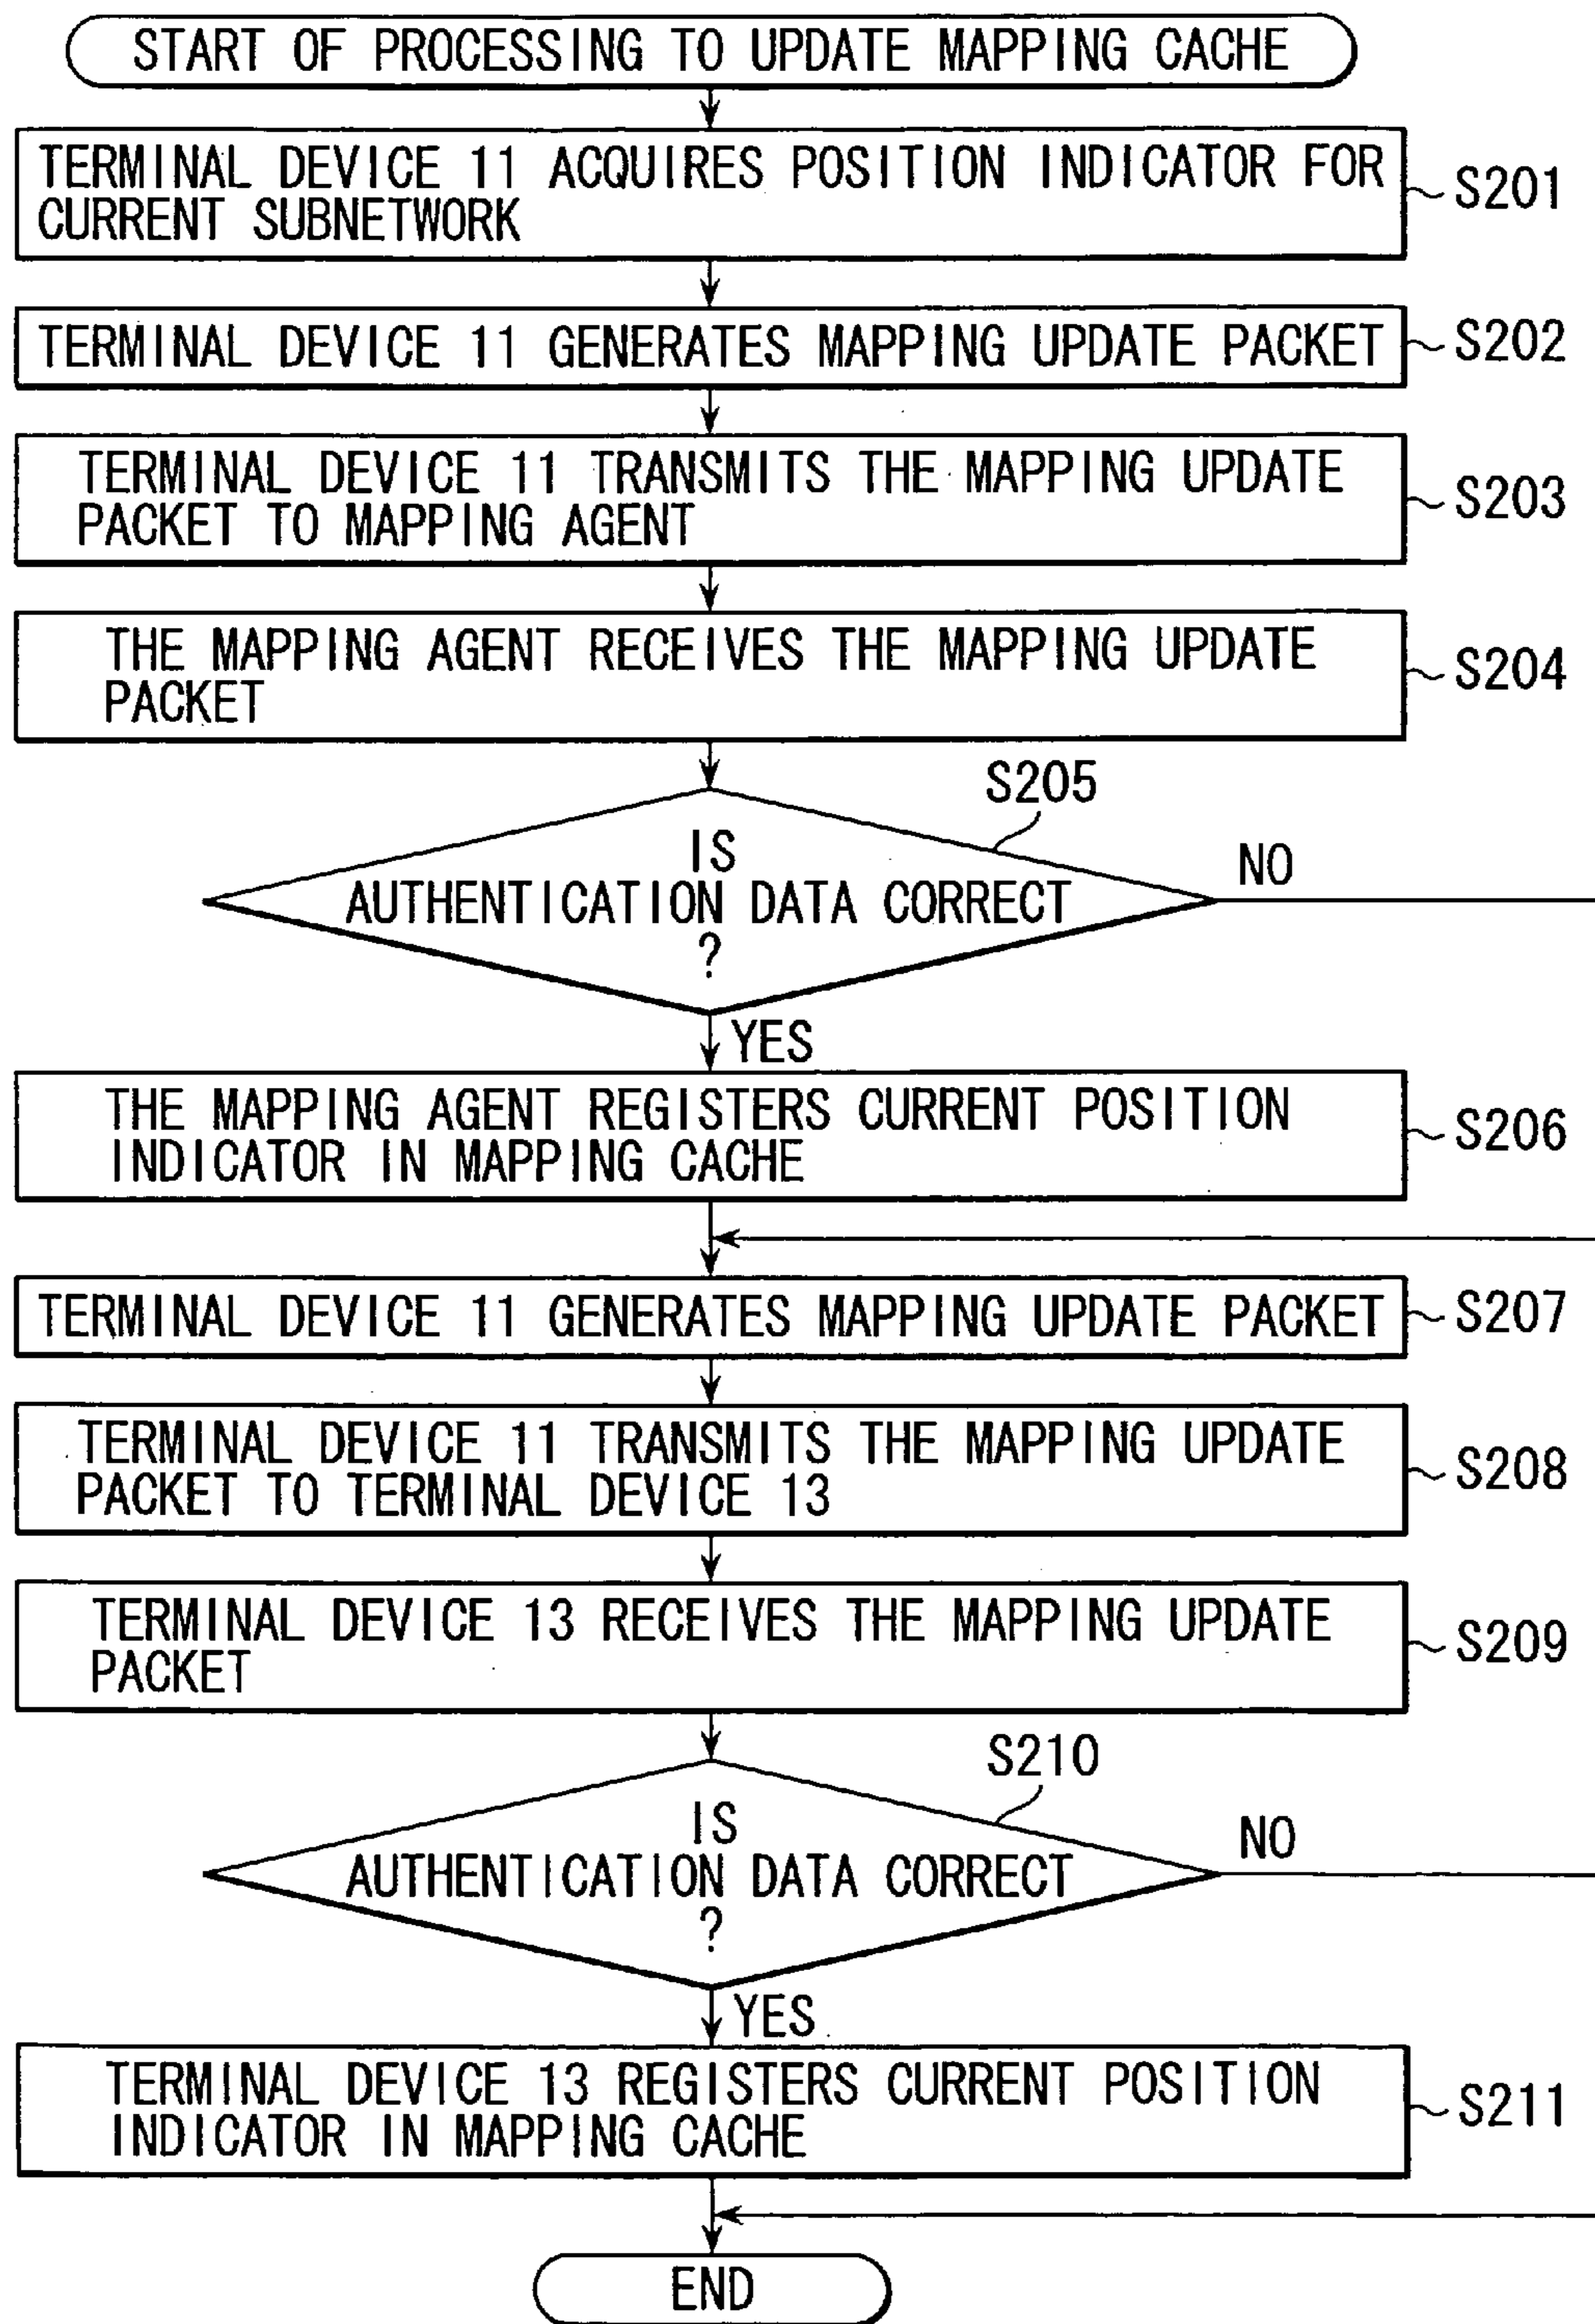 START OF PROCESSING TO UPDATE MAPPING CACHE
TERMINAL DEVICE 11 ACQUIRES POSITION INDICATOR FOR
CURRENT SUBNETWORK
S201
TERMINAL DEVICE 11 GENERATES MAPPING UPDATE PACKET
S202
TERMINAL DEVICE 11 TRANSMITS THE MAPPING UPDATE
PACKET TO MAPPING AGENT
S203
THE MAPPING AGENT RECEIVES THE MAPPING UPDATE
PACKET
S204
S205
IS
AUTHENTICATION DATA CORRECT
?
NO
YES
THE MAPPING AGENT REGISTERS CURRENT POSITION
INDICATOR IN MAPPING CACHE
S206
TERMINAL DEVICE 11 GENERATES MAPPING UPDATE PACKET
S207
TERMINAL DEVICE 11 TRANSMITS THE MAPPING UPDATE
PACKET TO TERMINAL DEVICE 13
S208
TERMINAL DEVICE 13 RECEIVES THE MAPPING UPDATE
PACKET
S209
S210
IS
AUTHENTICATION DATA CORRECT
?
NO
YES
TERMINAL DEVICE 13 REGISTERS CURRENT POSITION
INDICATOR IN MAPPING CACHE
S211
END